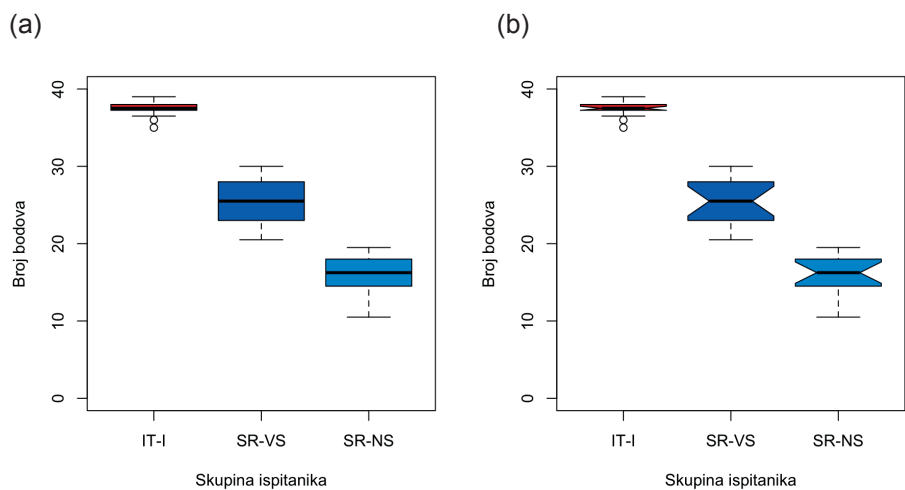 (a)
40
30
20
10
0
Broj bodova
IT-I SR-VS SR-NS
Skupina ispitanika
(b)
40
30
20
10
0
Broj bodova
IT-I SR-VS SR-NS
Skupina ispitanika